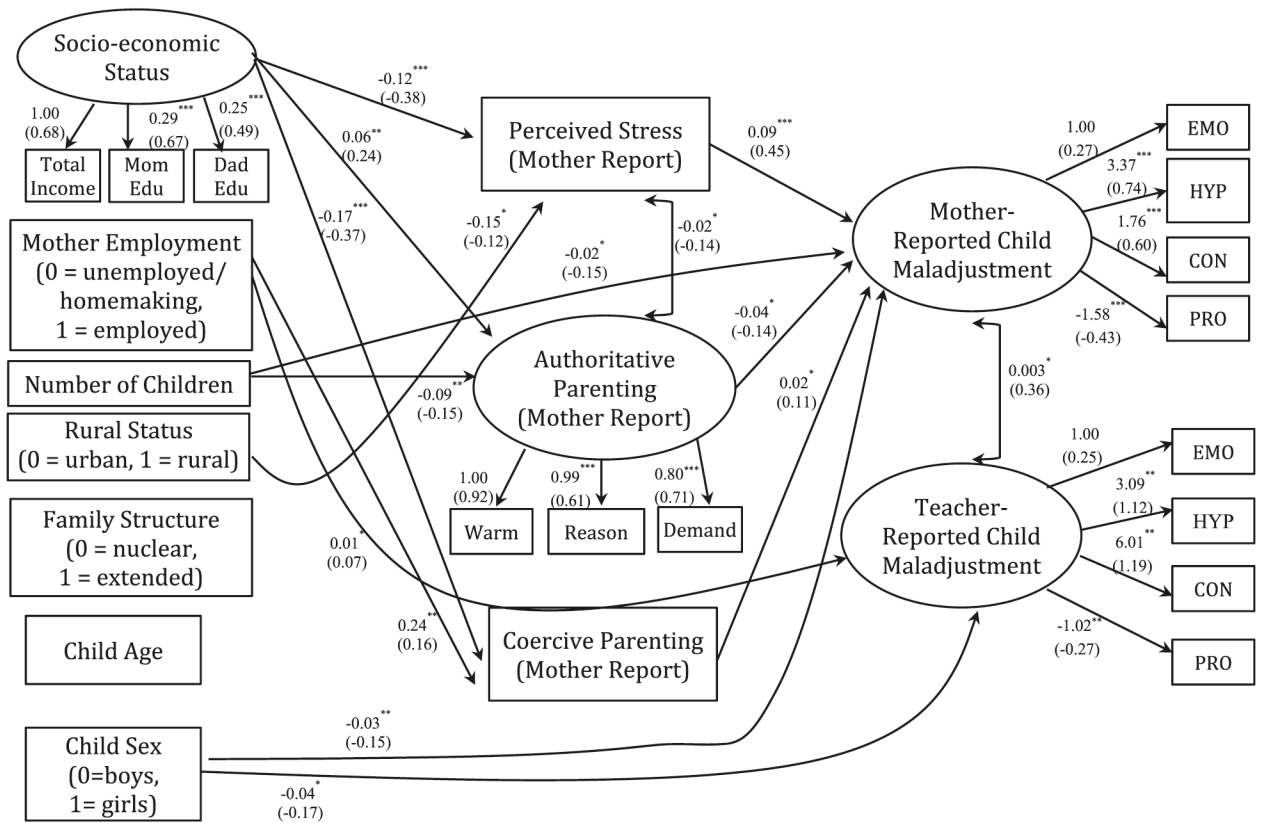 Socio-economic
Status
1.00
(0.68)
0.29***
(0.67)
0.25***
(0.49)
Total
Income
Mom
Edu
Dad
Edu
Mother Employment
(0 = unemployed/
homemaking,
1 = employed)
Number of Children
Rural Status
(0 = urban, 1 = rural)
Family Structure
(0 = nuclear,
1 = extended)
Child Age
Child Sex
(0=boys,
1= girls)
-0.12***
(-0.38)
0.06**
(0.24)
-0.17***
(-0.37)
-0.15*
(-0.12)
-0.02*
(-0.15)
-0.09**
(-0.15)
0.01*
(0.07)
0.24**
(0.16)
-0.03**
(-0.15)
-0.04*
(-0.17)
Perceived Stress
(Mother Report)
-0.02*
(-0.14)
Authoritative
Parenting
(Mother Report)
1.00
(0.92)
0.99***
(0.61)
0.80***
(0.71)
Warm
Reason
Demand
Coercive Parenting
(Mother Report)
0.09***
(0.45)
-0.04*
(-0.14)
0.02*
(0.11)
Mother-
Reported Child
Maladjustment
1.00
(0.27)
3.37***
(0.74)
1.76***
(0.60)
-1.58***
(-0.43)
EMO
HYP
CON
PRO
0.003*
(0.36)
Teacher-
Reported Child
Maladjustment
1.00
(0.25)
3.09**
(1.12)
6.01**
(1.19)
-1.02**
(-0.27)
EMO
HYP
CON
PRO